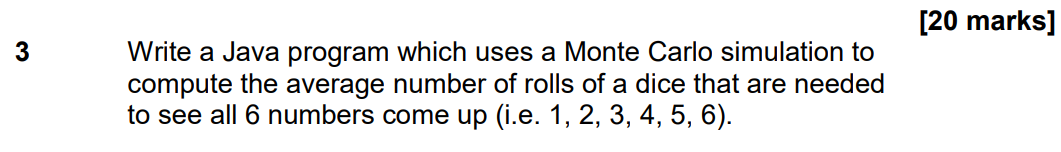 [20 marks]
3 Write a Java program which uses a Monte Carlo simulation to
compute the average number of rolls of a dice that are needed
to see all 6 numbers come up (i.e. 1, 2, 3, 4, 5, 6).